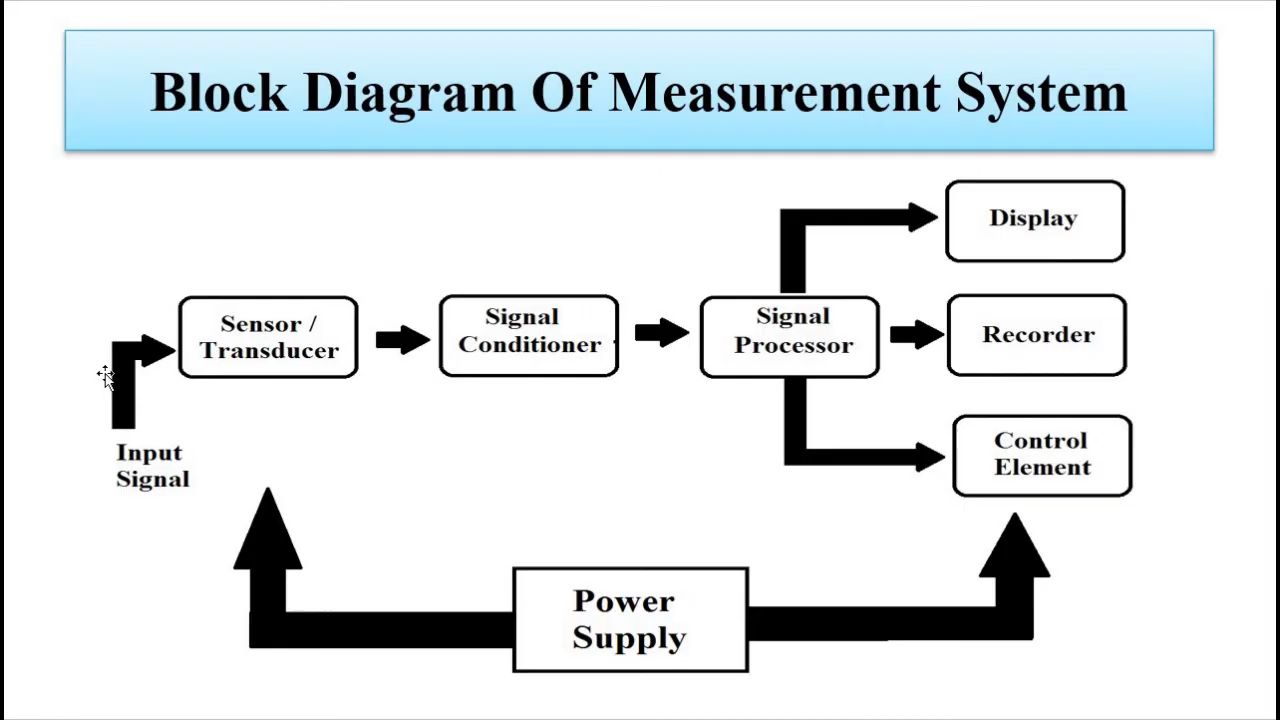 Block Diagram Of Measurement System
Display
Sensor /
Transducer
Signal
Conditioner
Signal
Processor
Recorder
Control
Element
Input
Signal
Power
Supply